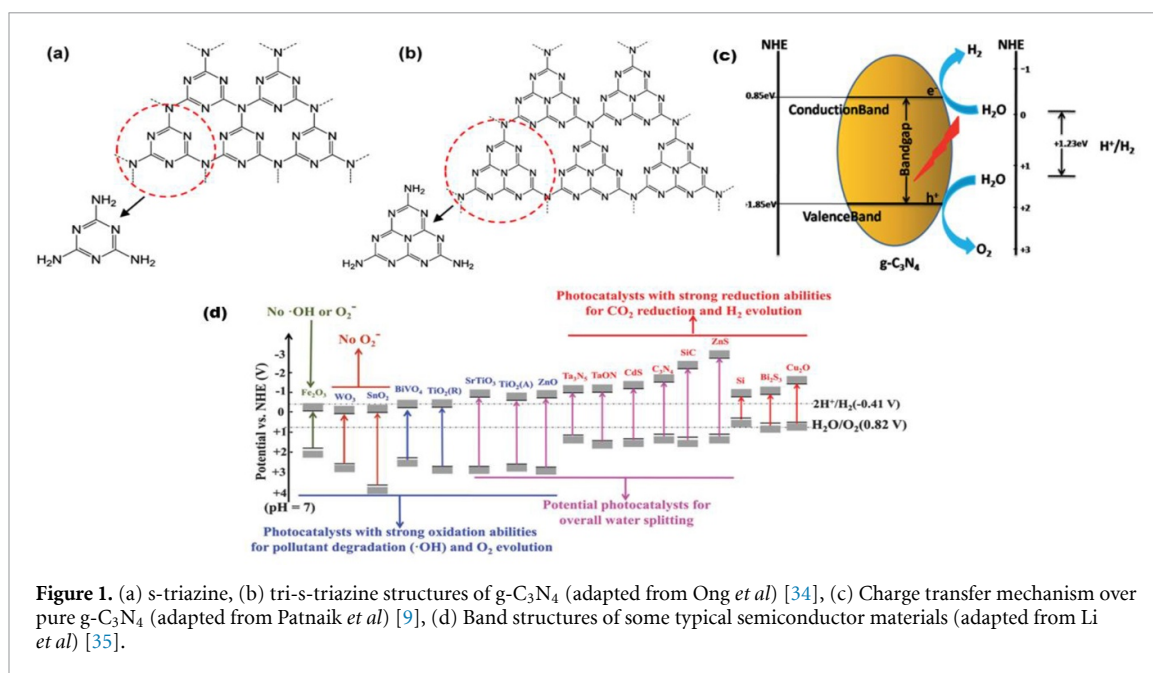 (a)
N N
N N N N
N N
N N N
N N N N
N N
N N N
NH₂
N N
H₂N N NH₂
(b)
N N
N N N N
N N N N N N
N N N N
N N N
N N N N N N
N N N N
N N N N
NH₂
N N
N N N
H₂N N N NH₂
(c)
NHE
NHE
H₂
-1
0.85eV
e⁻
ConductionBand
H₂O
0
Bandgap
+1.23eV
H⁺/H₂
1
H₂O
-1.85eV
h⁺
+2
ValenceBand
O₂
+3
g-C₃N₄
(d)
No ·OH or O₂⁻
No O₂⁻
Photocatalysts with strong reduction abilities
for CO₂ reduction and H₂ evolution
Potential vs. NHE (V)
-3
-2
-1
0
+1
+2
+3
+4
(pH = 7)
Fe₂O₃
WO₃
SnO₂
BiVO₄
TiO₂(R)
SrTiO₃
TiO₂(A)
ZnO
Ta₃N₅
TaON
CdS
C₃N₄
SiC
ZnS
Si
Bi₂S₃
Cu₂O
2H⁺/H₂(-0.41 V)
H₂O/O₂(0.82 V)
Photocatalysts with strong oxidation abilities
for pollutant degradation (·OH) and O₂ evolution
Potential photocatalysts for
overall water splitting
Figure 1. (a) s-triazine, (b) tri-s-triazine structures of g-C₃N₄ (adapted from Ong et al) [34], (c) Charge transfer mechanism over
pure g-C₃N₄ (adapted from Patnaik et al) [9], (d) Band structures of some typical semiconductor materials (adapted from Li
et al) [35].